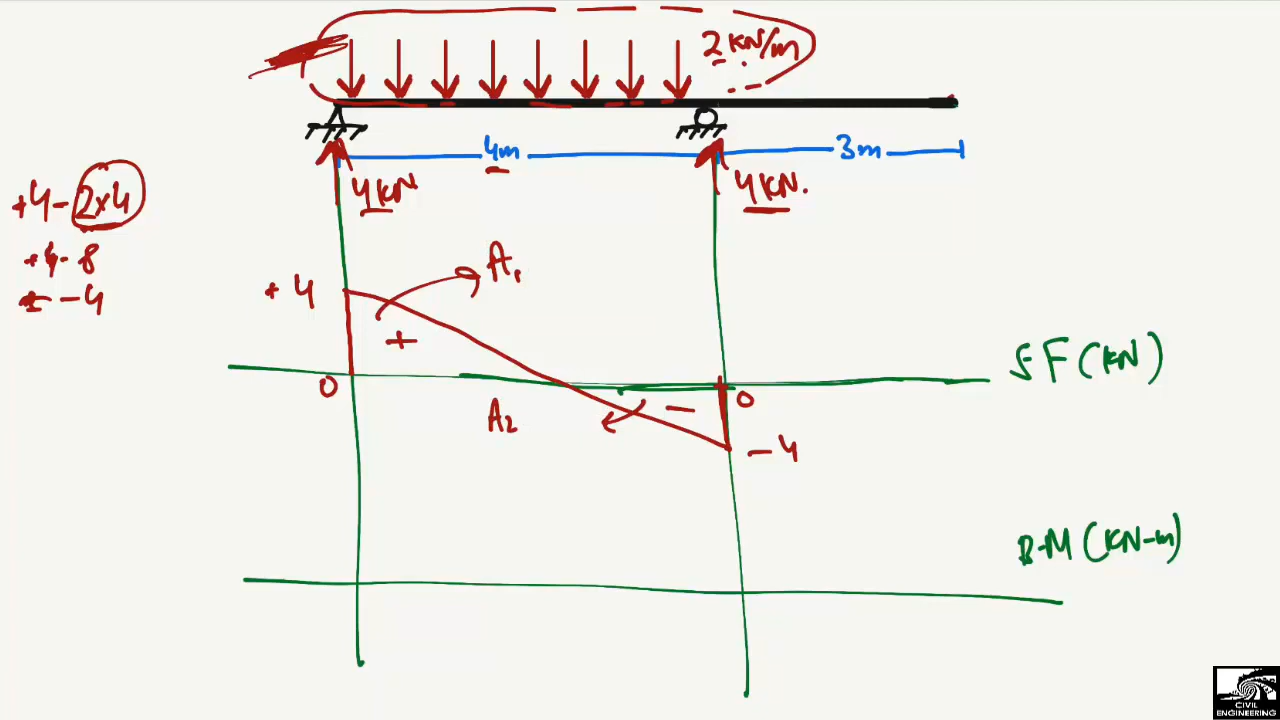 2 KN/m
4m
3m
4KN
4KN.
+4-2x4
+4-8
-4
+4
A1
+
0
SF(KN)
A2
-
0
-4
B.M(KN-m)
CIVIL
ENGINEERING